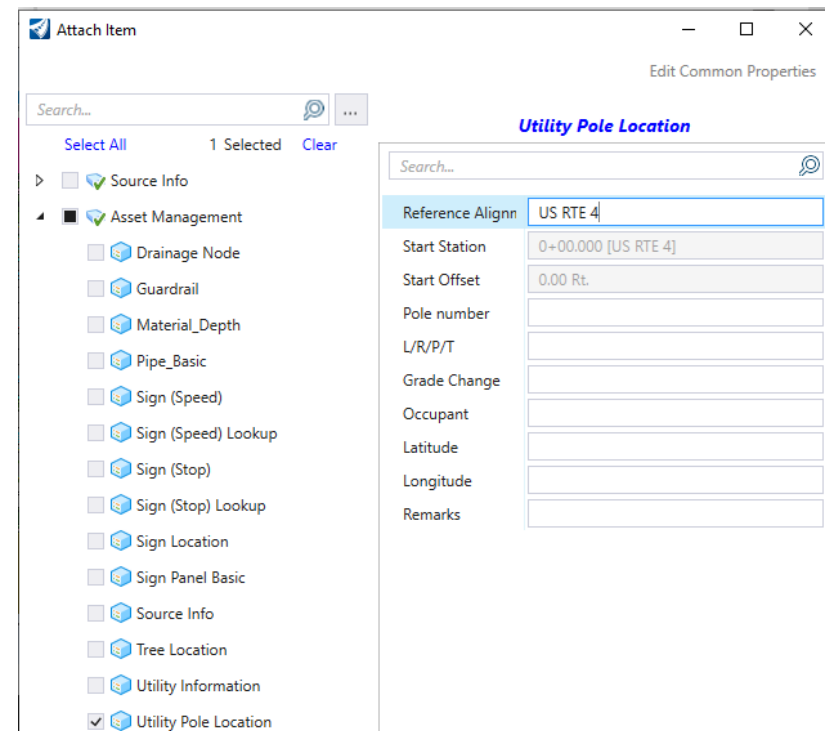 Attach Item
Edit Common Properties
Search...
...
Select All 1 Selected Clear
Source Info
Asset Management
Drainage Node
Guardrail
Material_Depth
Pipe_Basic
Sign (Speed)
Sign (Speed) Lookup
Sign (Stop)
Sign (Stop) Lookup
Sign Location
Sign Panel Basic
Source Info
Tree Location
Utility Information
Utility Pole Location
Utility Pole Location
Search...
Reference Alignm US RTE 4
Start Station 0+00.000 [US RTE 4]
Start Offset 0.00 Rt.
Pole number
L/R/P/T
Grade Change
Occupant
Latitude
Longitude
Remarks